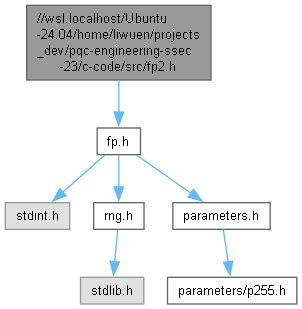 //wsl.localhost/Ubuntu
-24.04/home/liwuen/projects
_dev/pqc-engineering-ssec
-23/c-code/src/fp2.h
fp.h
stdint.h
rng.h
parameters.h
stdlib.h
parameters/p255.h